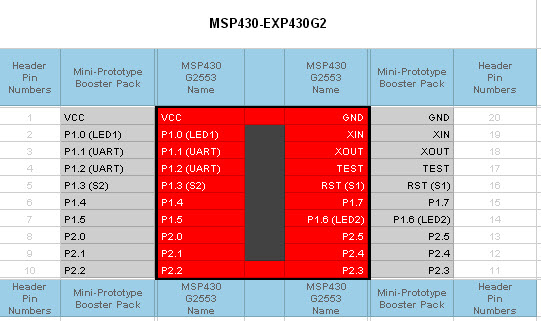 MSP430-EXP430G2
Header Pin Numbers Mini-Prototype Booster Pack MSP430 G2553 Name MSP430 G2553 Name Mini-Prototype Booster Pack Header Pin Numbers
1 VCC VCC GND GND 20
2 P1.0 (LED1) P1.0 (LED1) XIN XIN 19
3 P1.1 (UART) P1.1 (UART) XOUT XOUT 18
4 P1.2 (UART) P1.2 (UART) TEST TEST 17
5 P1.3 (S2) P1.3 (S2) RST (S1) RST (S1) 16
6 P1.4 P1.4 P1.7 P1.7 15
7 P1.5 P1.5 P1.6 (LED2) P1.6 (LED2) 14
8 P2.0 P2.0 P2.5 P2.5 13
9 P2.1 P2.1 P2.4 P2.4 12
10 P2.2 P2.2 P2.3 P2.3 11
Header Pin Numbers Mini-Prototype Booster Pack MSP430 G2553 Name MSP430 G2553 Name Mini-Prototype Booster Pack Header Pin Numbers